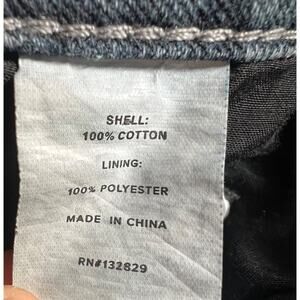 SHELL:
100% COTTON
LINING:
100% POLYESTER
MADE IN CHINA
RN#132829